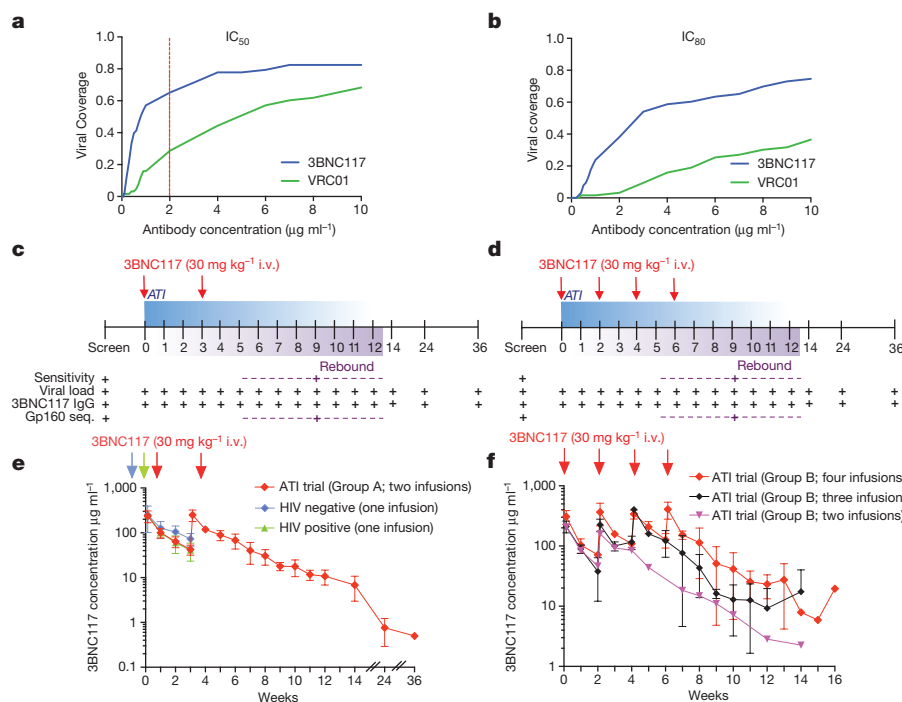 a
IC50
Viral Coverage
1.0
0.8
0.6
0.4
0.2
0
3BNC117
VRC01
0 2 4 6 8 10
Antibody concentration (μg ml−1)
b
IC80
Viral coverage
1.0
0.8
0.6
0.4
0.2
0
3BNC117
VRC01
0 2 4 6 8 10
Antibody concentration (μg ml−1)
c
3BNC117 (30 mg kg−1 i.v.)
ATI
Screen 0 1 2 3 4 5 6 7 8 9 10 11 12 14 24 36
Rebound
Sensitivity + +
Viral load + + + + + + + + + + + + + + + + +
3BNC117 IgG + + + + + + + + + + + + + + + + +
Gp160 seq. + +
d
3BNC117 (30 mg kg−1 i.v.)
ATI
Screen 0 1 2 3 4 5 6 7 8 9 10 11 12 14 24 36
Rebound
+ +
+ + + + + + + + + + + + + + + + +
+ + + + + + + + + + + + + + + + +
+ +
e
3BNC117 (30 mg kg−1 i.v.)
3BNC117 concentration μg ml−1
1,000
100
10
1
0.1
ATI trial (Group A; two infusions)
HIV negative (one infusion)
HIV positive (one infusion)
0 2 4 6 8 10 12 14 24 36
Weeks
f
3BNC117 (30 mg kg−1 i.v.)
3BNC117 concentration μg ml−1
1,000
100
10
1
ATI trial (Group B; four infusions)
ATI trial (Group B; three infusions)
ATI trial (Group B; two infusions)
0 2 4 6 8 10 12 14 16
Weeks